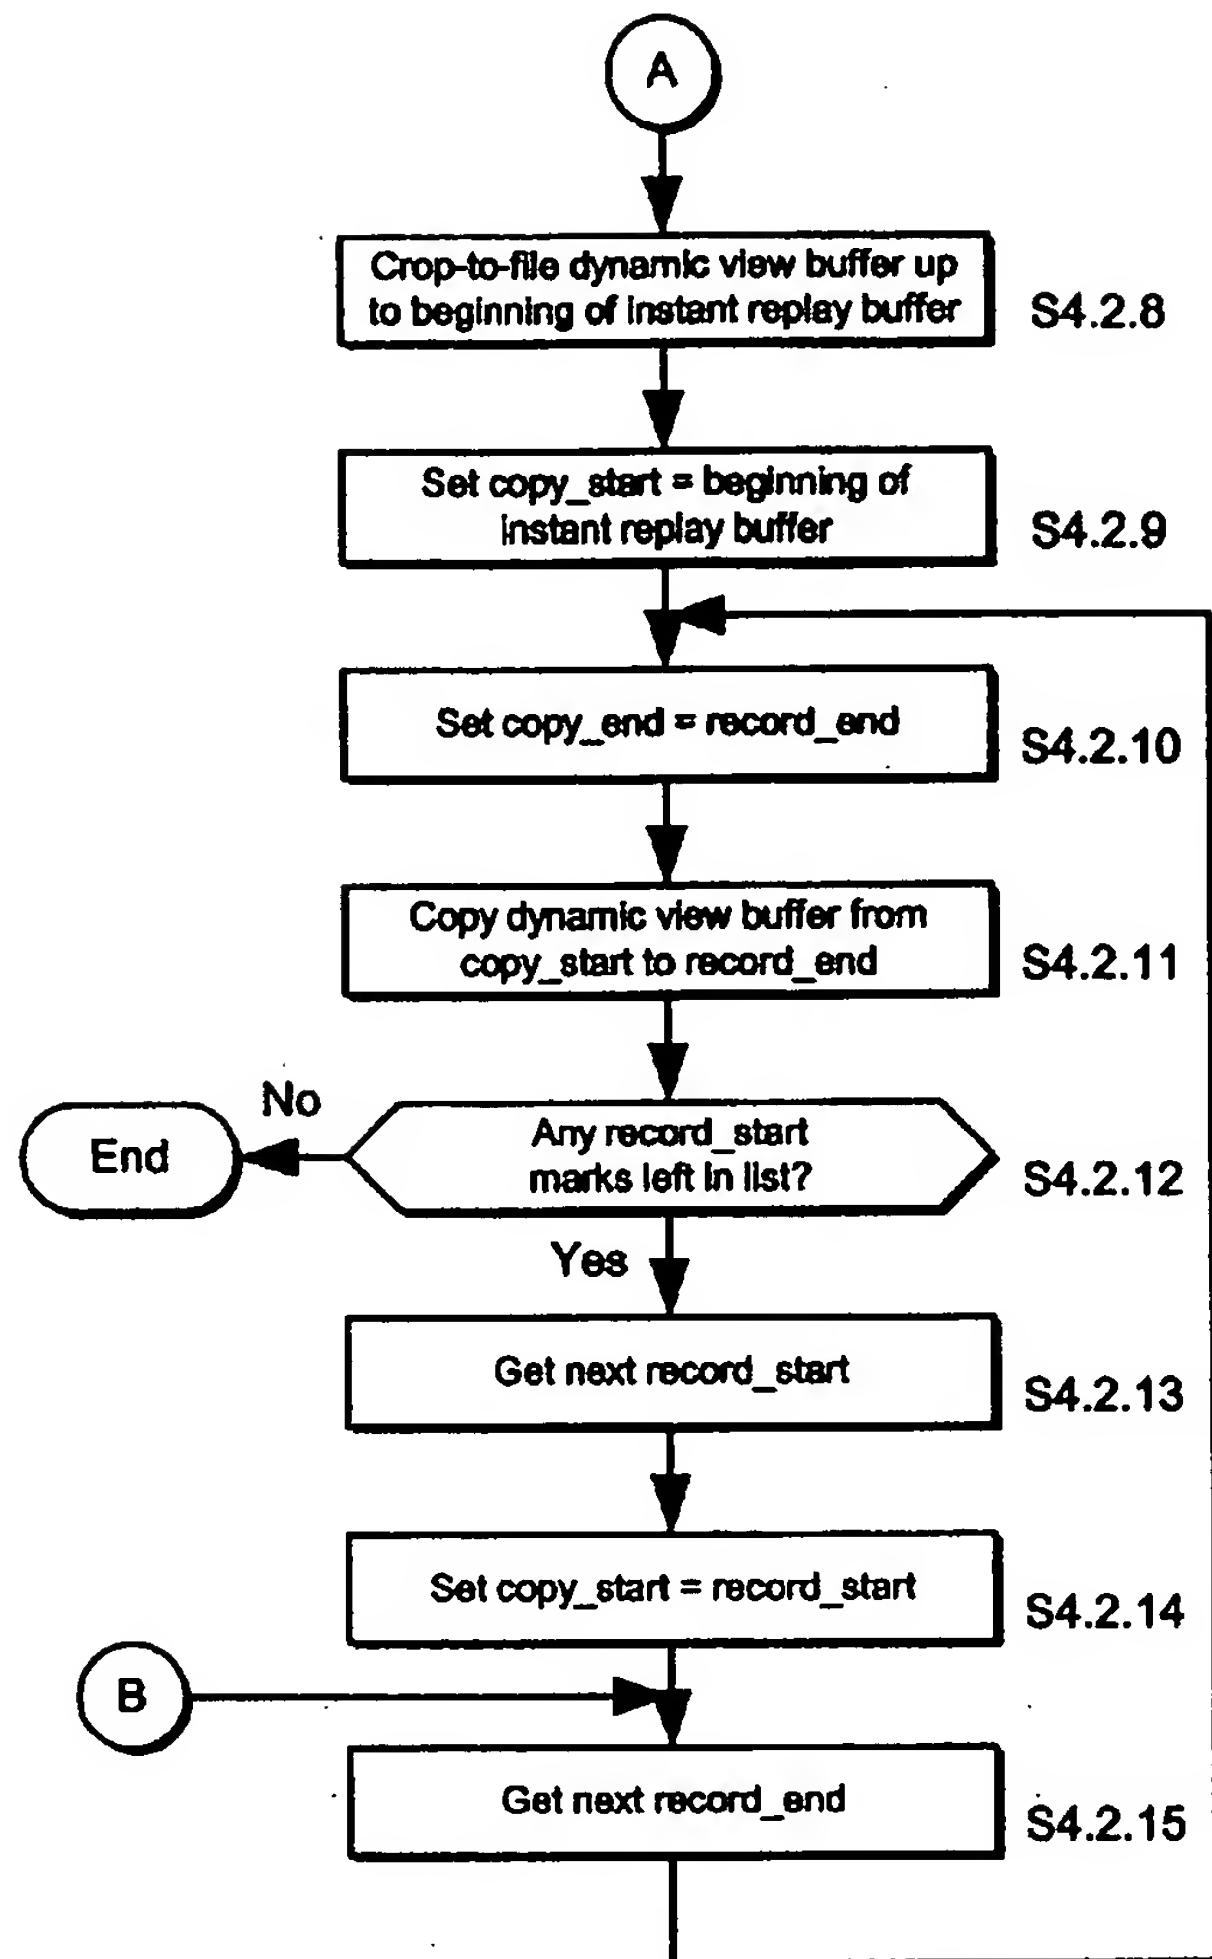 A
Crop-to-file dynamic view buffer up
to beginning of instant replay buffer
S4.2.8
Set copy_start = beginning of
instant replay buffer
S4.2.9
Set copy_end = record_end
S4.2.10
Copy dynamic view buffer from
copy_start to record_end
S4.2.11
No
End
Any record_start
marks left in list?
S4.2.12
Yes
Get next record_start
S4.2.13
Set copy_start = record_start
S4.2.14
B
Get next record_end
S4.2.15